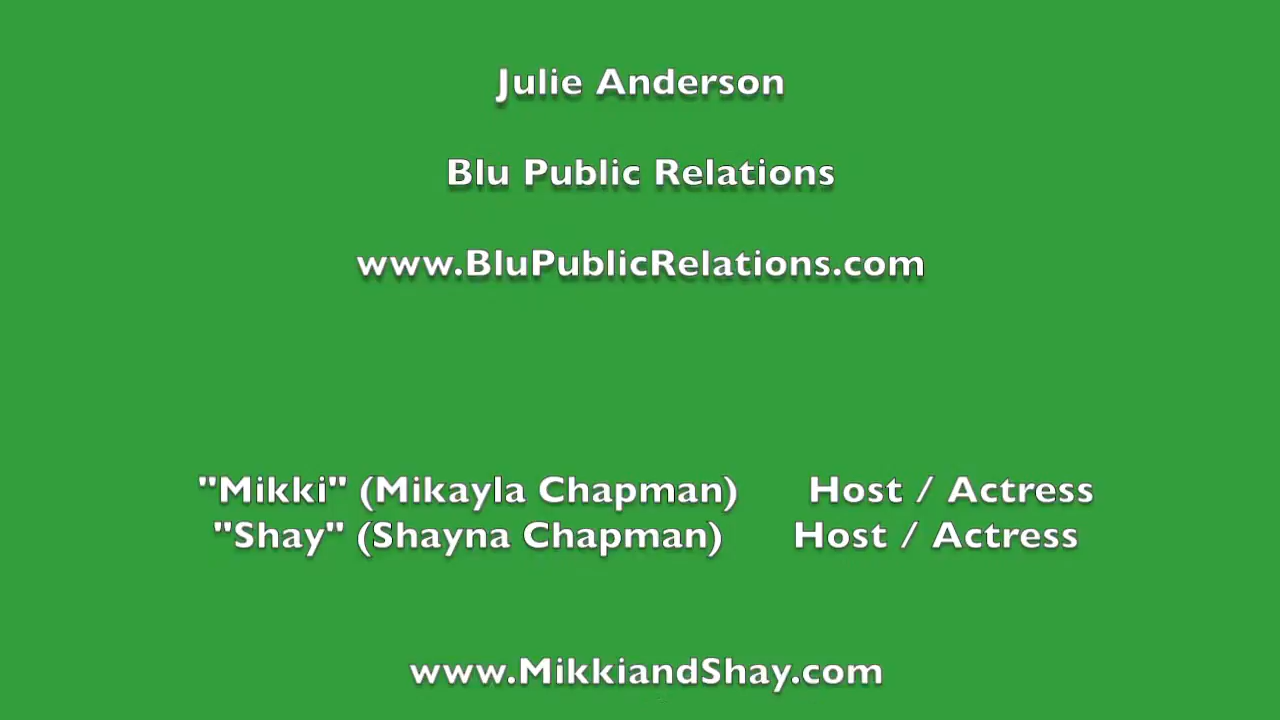 Julie Anderson
Blu Public Relations
www.BluPublicRelations.com
"Mikki" (Mikayla Chapman) Host / Actress
"Shay" (Shayna Chapman) Host / Actress
www.MikkiandShay.com